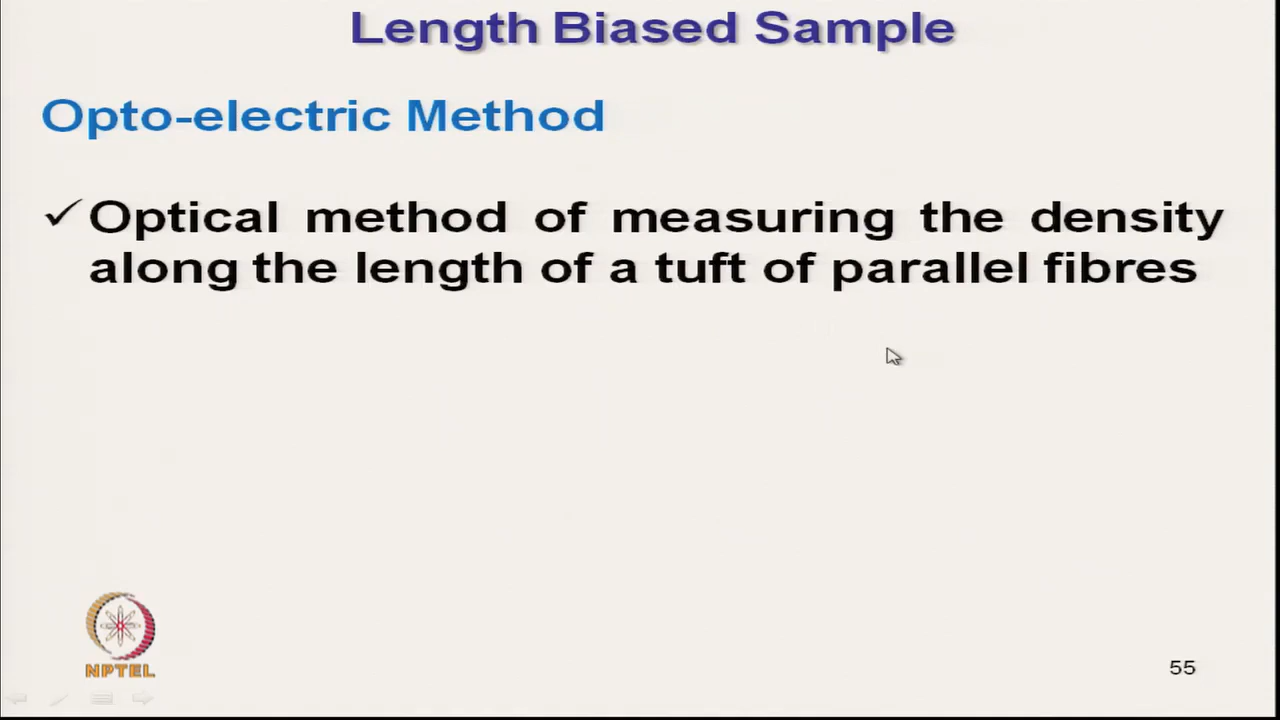 Length Biased Sample
Opto-electric Method
✓Optical method of measuring the density
along the length of a tuft of parallel fibres
NPTEL
55